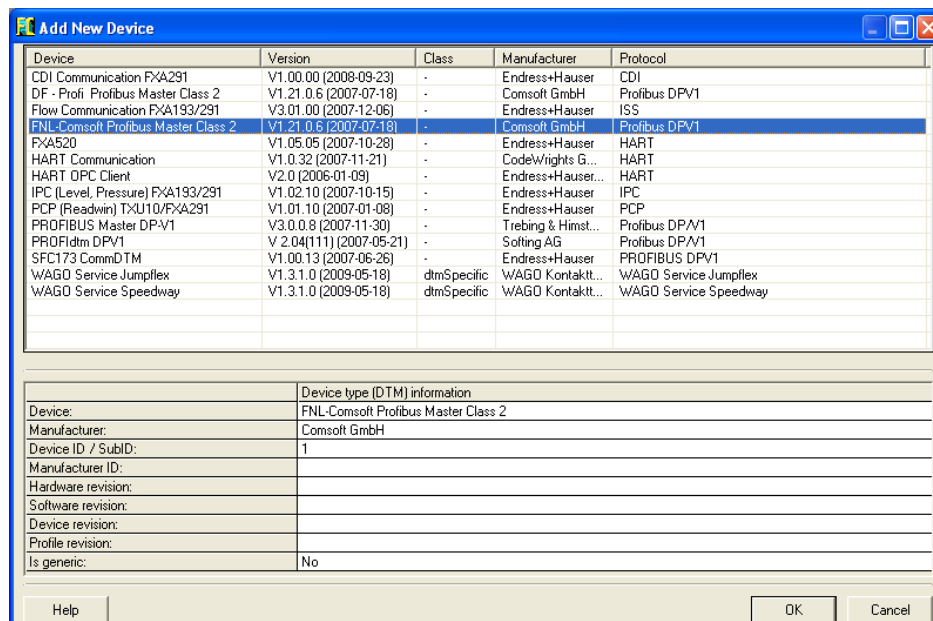 Add New Device
Device Version Class Manufacturer Protocol
CDI Communication FXA291 V1.00.00 (2008-09-23) - Endress+Hauser CDI
DF - Profi Profibus Master Class 2 V1.21.0.6 (2007-07-18) - Comsoft GmbH Profibus DPV1
Flow Communication FXA193/291 V3.01.00 (2007-12-06) - Endress+Hauser ISS
FNL-Comsoft Profibus Master Class 2 V1.21.0.6 (2007-07-18) - Comsoft GmbH Profibus DPV1
FXA520 V1.05.05 (2007-10-28) - Endress+Hauser HART
HART Communication V1.0.32 (2007-11-21) - CodeWrights G... HART
HART OPC Client V2.0 (2006-01-09) - Endress+Hauser... HART
IPC (Level, Pressure) FXA193/291 V1.02.10 (2007-10-15) - Endress+Hauser IPC
PCP (Readwin) TXU10/FXA291 V1.01.10 (2007-01-08) - Endress+Hauser PCP
PROFIBUS Master DP-V1 V3.0.0.8 (2007-11-30) - Trebing & Himst... Profibus DP/V1
PROFIdtm DPV1 V 2.04(111) (2007-05-21) - Softing AG Profibus DP/V1
SFC173 CommDTM V1.00.13 (2007-06-26) - Endress+Hauser PROFIBUS DPV1
WAGO Service Jumpflex V1.3.1.0 (2009-05-18) dtmSpecific WAGO Kontaktt... WAGO Service Jumpflex
WAGO Service Speedway V1.3.1.0 (2009-05-18) dtmSpecific WAGO Kontaktt... WAGO Service Speedway
Device type (DTM) information
Device: FNL-Comsoft Profibus Master Class 2
Manufacturer: Comsoft GmbH
Device ID / SubID: 1
Manufacturer ID:
Hardware revision:
Software revision:
Device revision:
Profile revision:
Is generic: No
Help OK Cancel